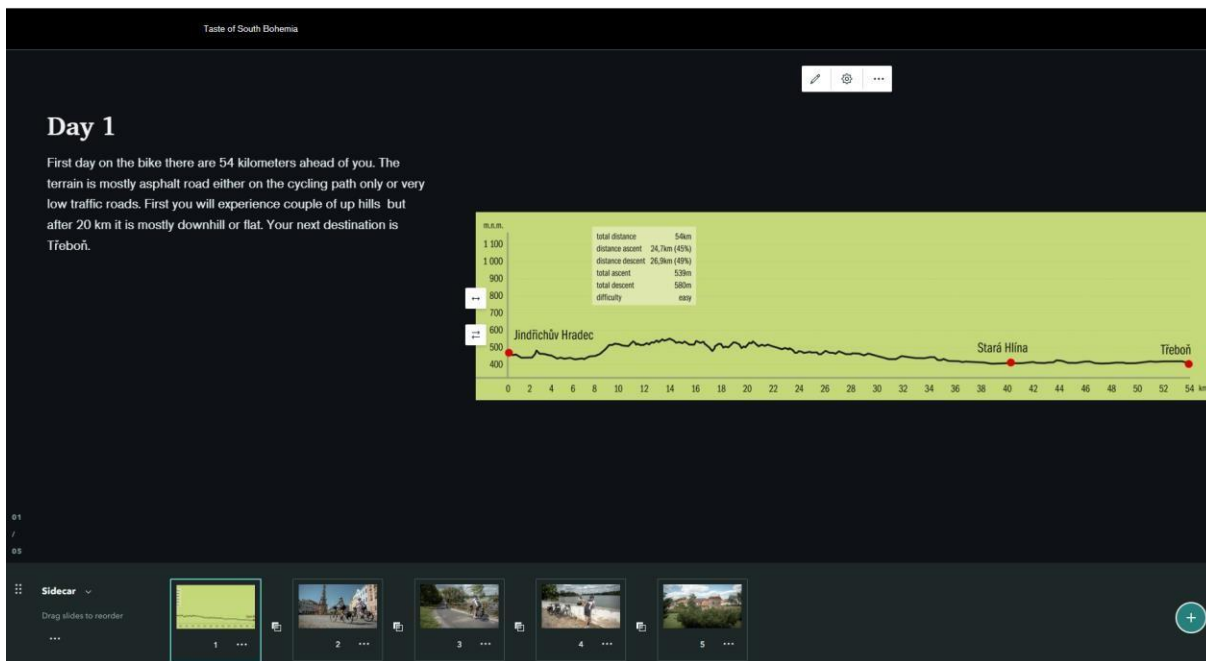 Taste of South Bohemia
Day 1
First day on the bike there are 54 kilometers ahead of you. The
terrain is mostly asphalt road either on the cycling path only or very
low traffic roads. First you will experience couple of up hills but
after 20 km it is mostly downhill or flat. Your next destination is
Třeboň.
m.n.m.
1 100
1 000
900
800
700
600
500
400
total distance 54km
distance ascent 24,7km (45%)
distance descent 26,9km (49%)
total ascent 539m
total descent 580m
difficulty easy
Jindřichův Hradec
Stará Hlína
Třeboň
0 2 4 6 8 10 12 14 16 18 20 22 24 26 28 30 32 34 36 38 40 42 44 46 48 50 52 54 km
01
/
05
Sidecar
Drag slides to reorder
1
2
3
4
5